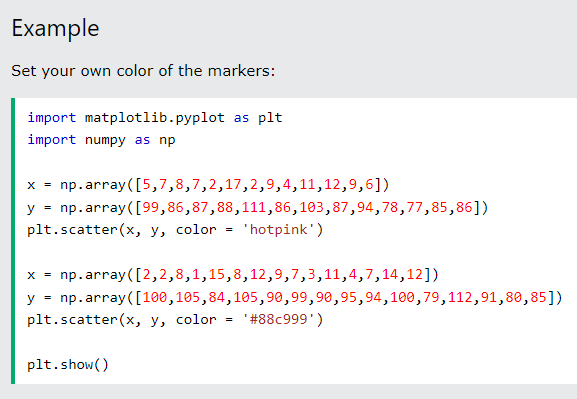 Example
Set your own color of the markers:
import matplotlib.pyplot as plt
import numpy as np
x = np.array([5,7,8,7,2,17,2,9,4,11,12,9,6])
y = np.array([99,86,87,88,111,86,103,87,94,78,77,85,86])
plt.scatter(x, y, color = 'hotpink')
x = np.array([2,2,8,1,15,8,12,9,7,3,11,4,7,14,12])
y = np.array([100,105,84,105,90,99,90,95,94,100,79,112,91,80,85])
plt.scatter(x, y, color = '#88c999')
plt.show()